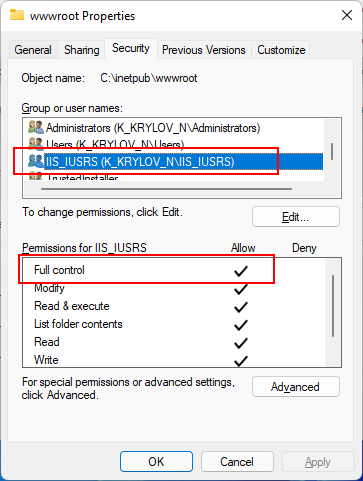 wwwroot Properties
General Sharing Security Previous Versions Customize
Object name: C:\inetpub\wwwroot
Group or user names:
Administrators (K_KRYLOV_N\Administrators)
Users (K_KRYLOV_N\Users)
IIS_IUSRS (K_KRYLOV_N\IIS_IUSRS)
TrustedInstaller
To change permissions, click Edit.
Edit...
Permissions for IIS_IUSRS Allow Deny
Full control
Modify
Read & execute
List folder contents
Read
Write
For special permissions or advanced settings,
click Advanced.
Advanced
OK Cancel Apply